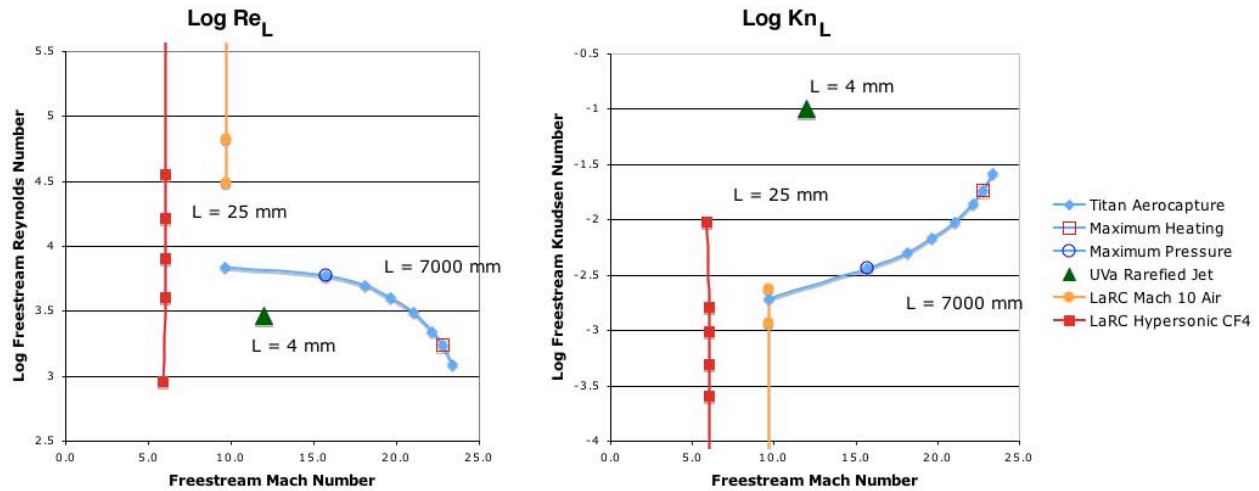 Log Re_L
5.5
5
4.5
4
3.5
3
2.5
0.0 5.0 10.0 15.0 20.0 25.0
Log Freestream Reynolds Number
Freestream Mach Number
L = 25 mm
L = 7000 mm
L = 4 mm
Log Kn_L
-0.5
-1
-1.5
-2
-2.5
-3
-3.5
-4
0.0 5.0 10.0 15.0 20.0 25.0
Log Freestream Knudsen Number
Freestream Mach Number
L = 4 mm
L = 25 mm
L = 7000 mm
Titan Aerocapture
Maximum Heating
Maximum Pressure
UVa Rarefied Jet
LaRC Mach 10 Air
LaRC Hypersonic CF4